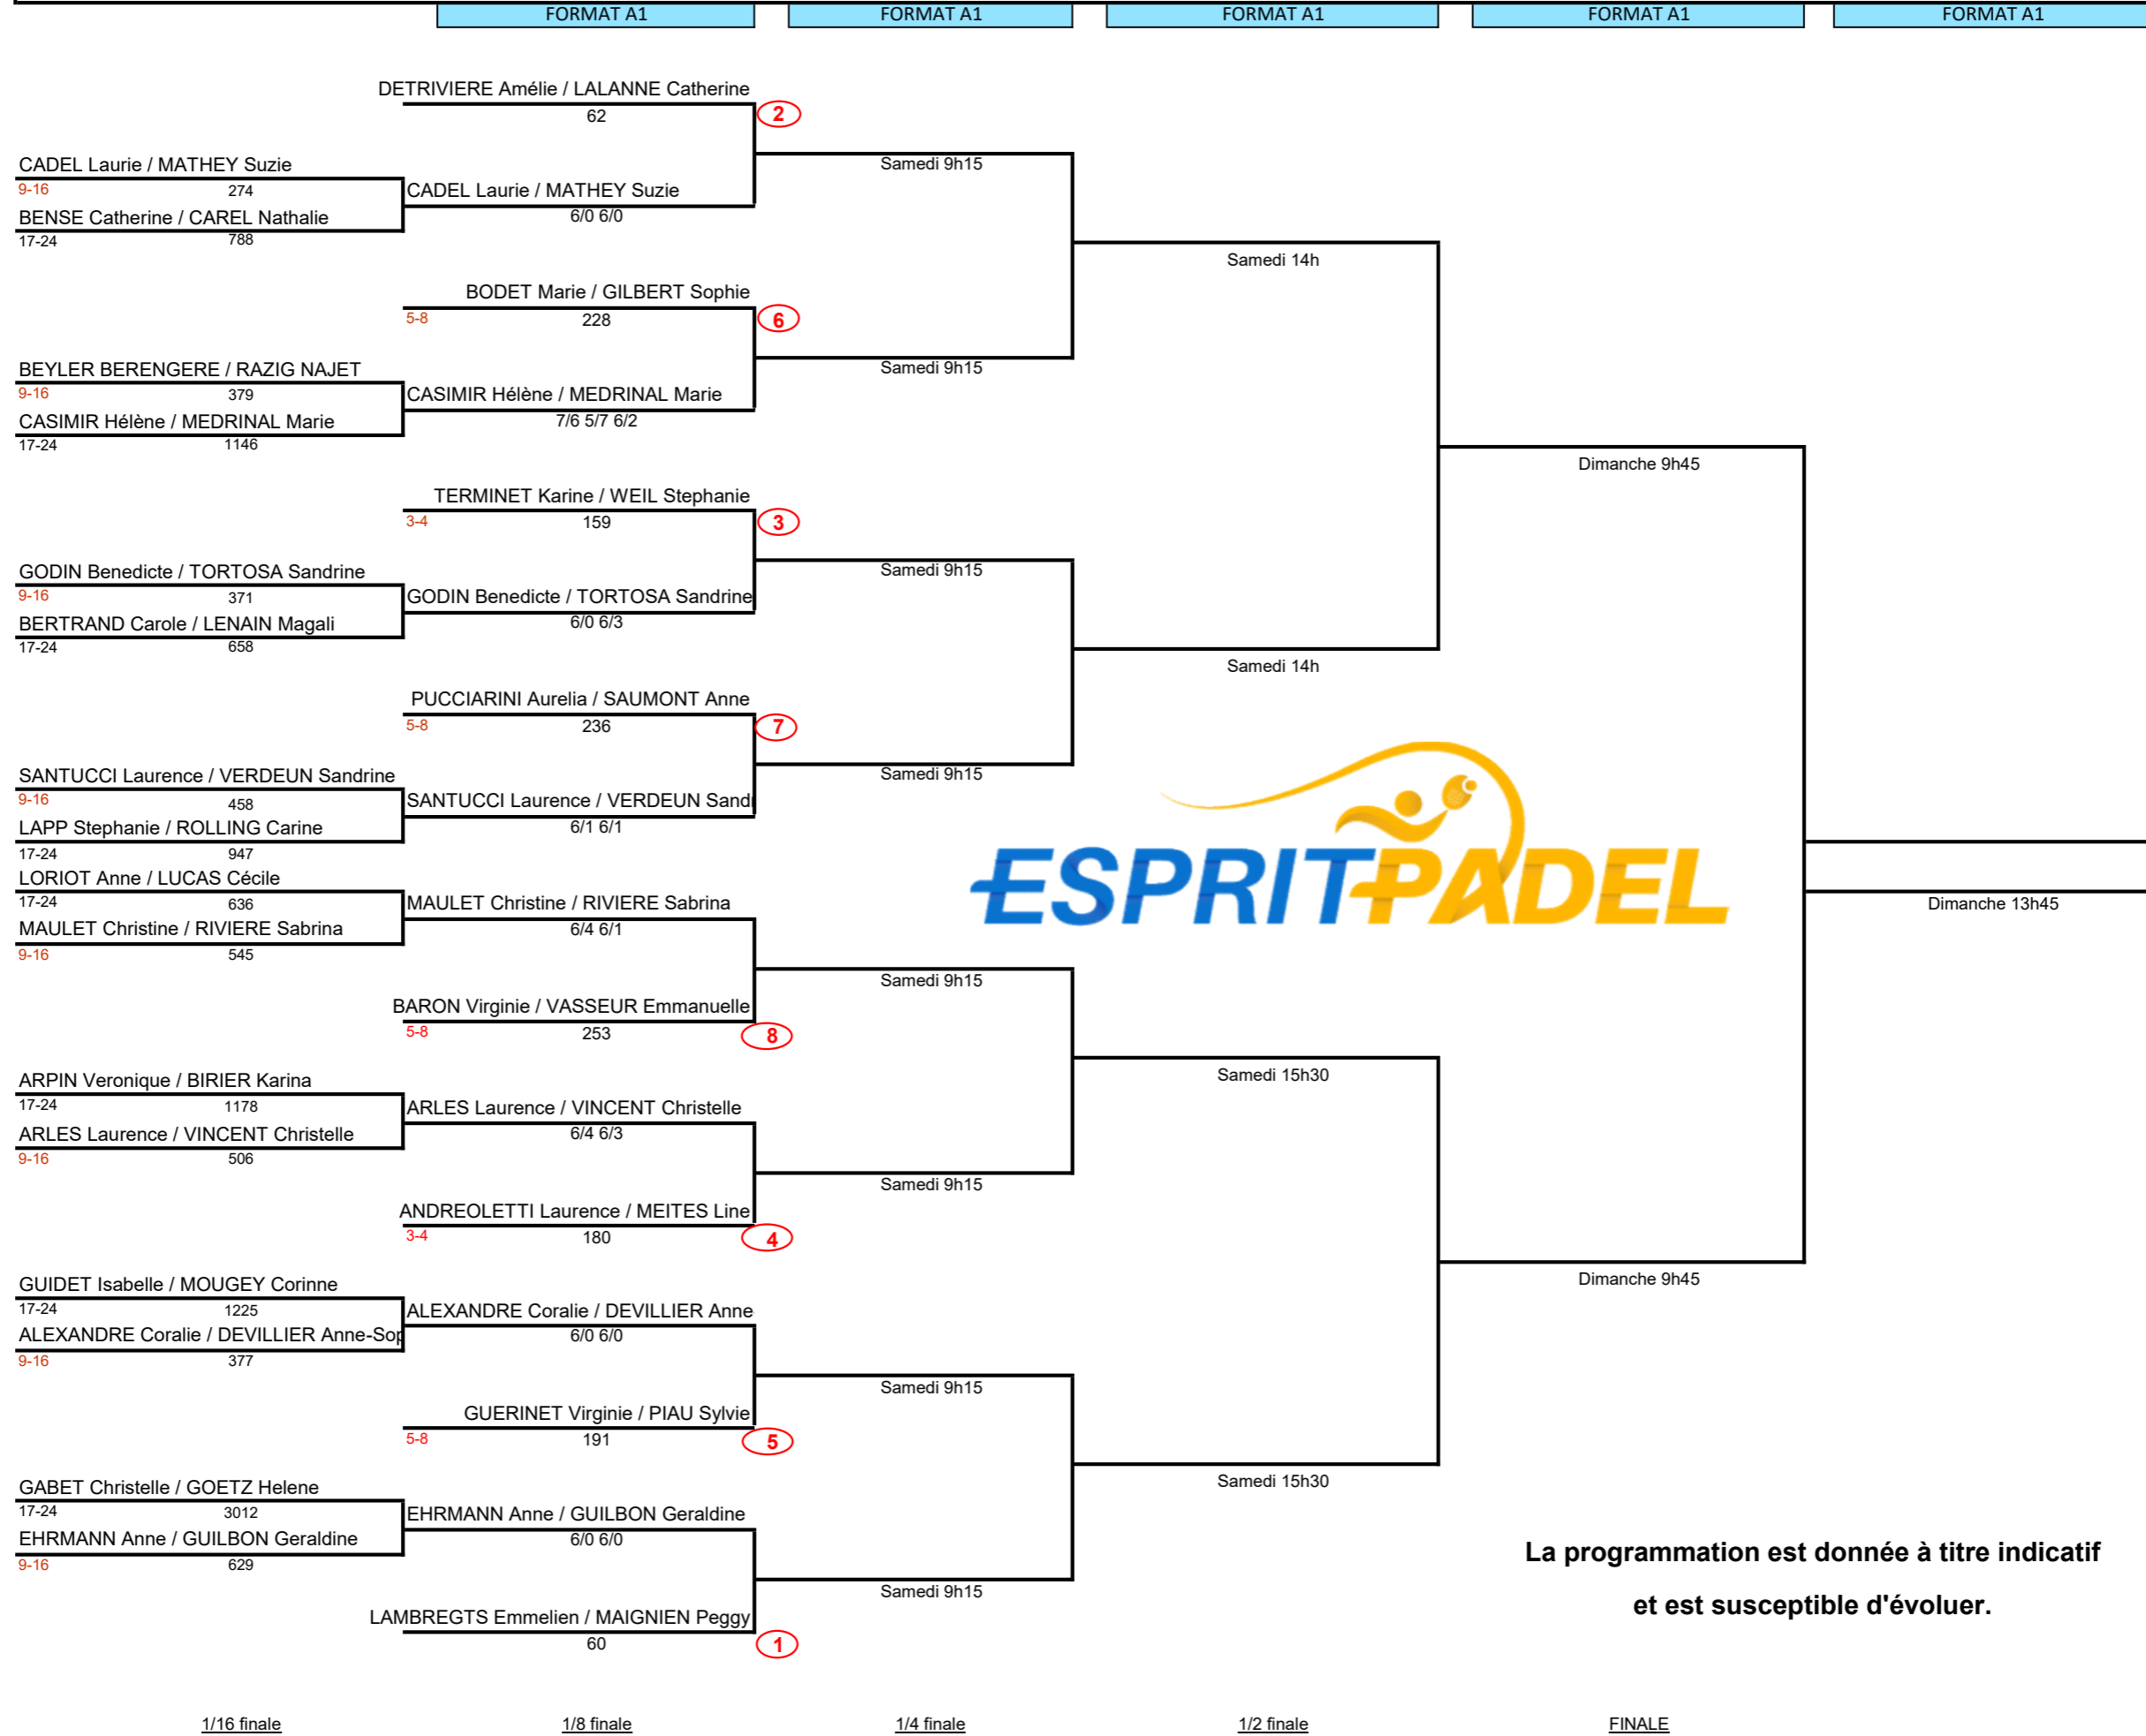 FORMAT A1 FORMAT A1 FORMAT A1 FORMAT A1 FORMAT A1
DETRIVIERE Amélie / LALANNE Catherine
62
2
CADEL Laurie / MATHEY Suzie
Samedi 9h15
9-16 274
CADEL Laurie / MATHEY Suzie
BENSE Catherine / CAREL Nathalie
6/0 6/0
17-24 788
Samedi 14h
BODET Marie / GILBERT Sophie
5-8 228
6
BEYLER BERENGERE / RAZIG NAJET
Samedi 9h15
9-16 379
CASIMIR Hélène / MEDRINAL Marie
CASIMIR Hélène / MEDRINAL Marie
7/6 5/7 6/2
17-24 1146
Dimanche 9h45
TERMINET Karine / WEIL Stephanie
3-4 159
3
GODIN Benedicte / TORTOSA Sandrine
Samedi 9h15
9-16 371
GODIN Benedicte / TORTOSA Sandrine
BERTRAND Carole / LENAIN Magali
6/0 6/3
17-24 658
Samedi 14h
PUCCIARINI Aurelia / SAUMONT Anne
5-8 236
7
SANTUCCI Laurence / VERDEUN Sandrine
Samedi 9h15
9-16 458
SANTUCCI Laurence / VERDEUN Sandr
LAPP Stephanie / ROLLING Carine
6/1 6/1
17-24 947
ESPRITPADEL
LORIOT Anne / LUCAS Cécile
17-24 636
MAULET Christine / RIVIERE Sabrina
Dimanche 13h45
MAULET Christine / RIVIERE Sabrina
6/4 6/1
9-16 545
Samedi 9h15
BARON Virginie / VASSEUR Emmanuelle
5-8 253
8
ARPIN Veronique / BIRIER Karina
Samedi 15h30
17-24 1178
ARLES Laurence / VINCENT Christelle
ARLES Laurence / VINCENT Christelle
6/4 6/3
9-16 506
Samedi 9h15
ANDREOLETTI Laurence / MEITES Line
3-4 180
4
GUIDET Isabelle / MOUGEY Corinne
Dimanche 9h45
17-24 1225
ALEXANDRE Coralie / DEVILLIER Anne
ALEXANDRE Coralie / DEVILLIER Anne-Sop
6/0 6/0
9-16 377
Samedi 9h15
GUERINET Virginie / PIAU Sylvie
5-8 191
5
GABET Christelle / GOETZ Helene
Samedi 15h30
17-24 3012
EHRMANN Anne / GUILBON Geraldine
EHRMANN Anne / GUILBON Geraldine
6/0 6/0
9-16 629
La programmation est donnée à titre indicatif
Samedi 9h15
et est susceptible d'évoluer.
LAMBREGTS Emmelien / MAIGNIEN Peggy
60
1
1/16 finale 1/8 finale 1/4 finale 1/2 finale FINALE